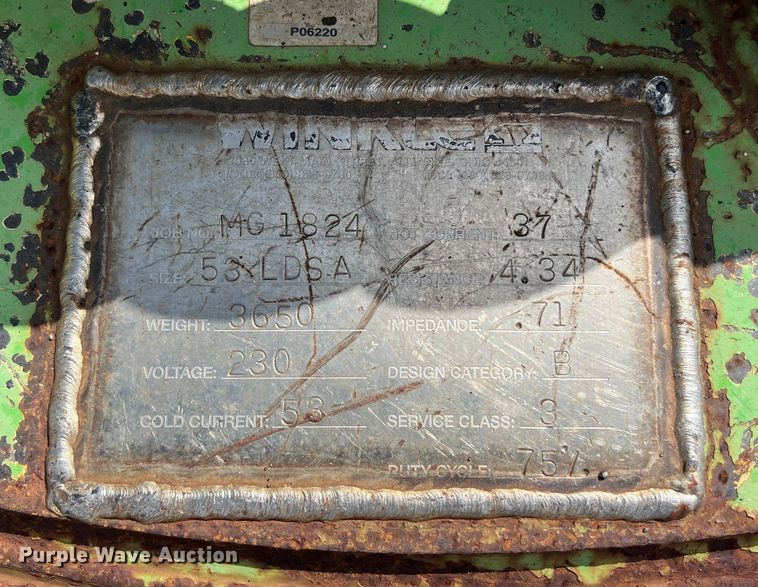 P06220
WINKLE
JOB NO: MG 1824 HOT CURRENT: 37
SIZE: 53 LDSA RESISTANCE: 4.34
WEIGHT: 3650 IMPEDANCE: .71
VOLTAGE: 230 DESIGN CATEGORY: B
COLD CURRENT: 53 SERVICE CLASS: 3
DUTY CYCLE: 75%
Purple Wave Auction